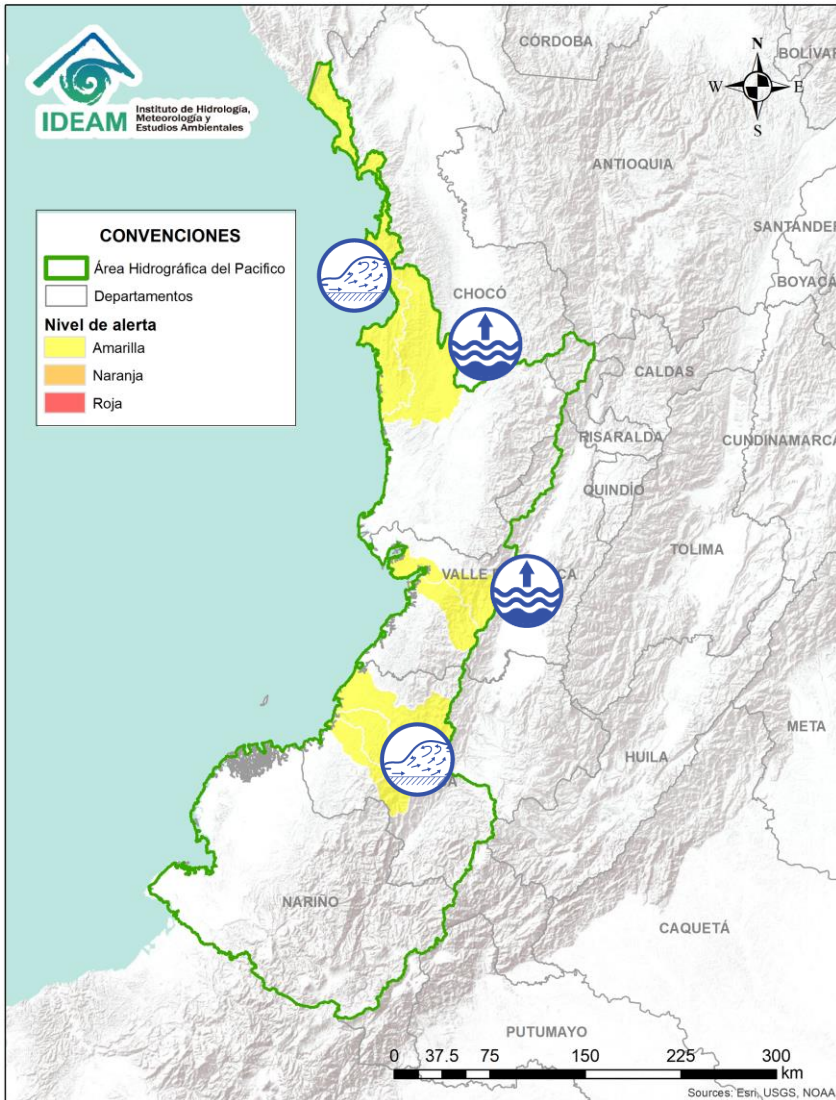 IDEAM
Instituto de Hidrología,
Meteorología y
Estudios Ambientales
CÓRDOBA
BOLÍVAR
N
W E
S
ANTIOQUIA
SANTANDER
BOYACÁ
CONVENCIONES
Área Hidrográfica del Pacifico
Departamentos
Nivel de alerta
Amarilla
Naranja
Roja
CHOCÓ
CALDAS
RISARALDA
CUNDINAMARCA
QUINDÍO
TOLIMA
VALLE
CA
META
HUILA
A
NARIÑO
CAQUETÁ
PUTUMAYO
0 37.5 75 150 225 300
km
Sources: Esri, USGS, NOAA